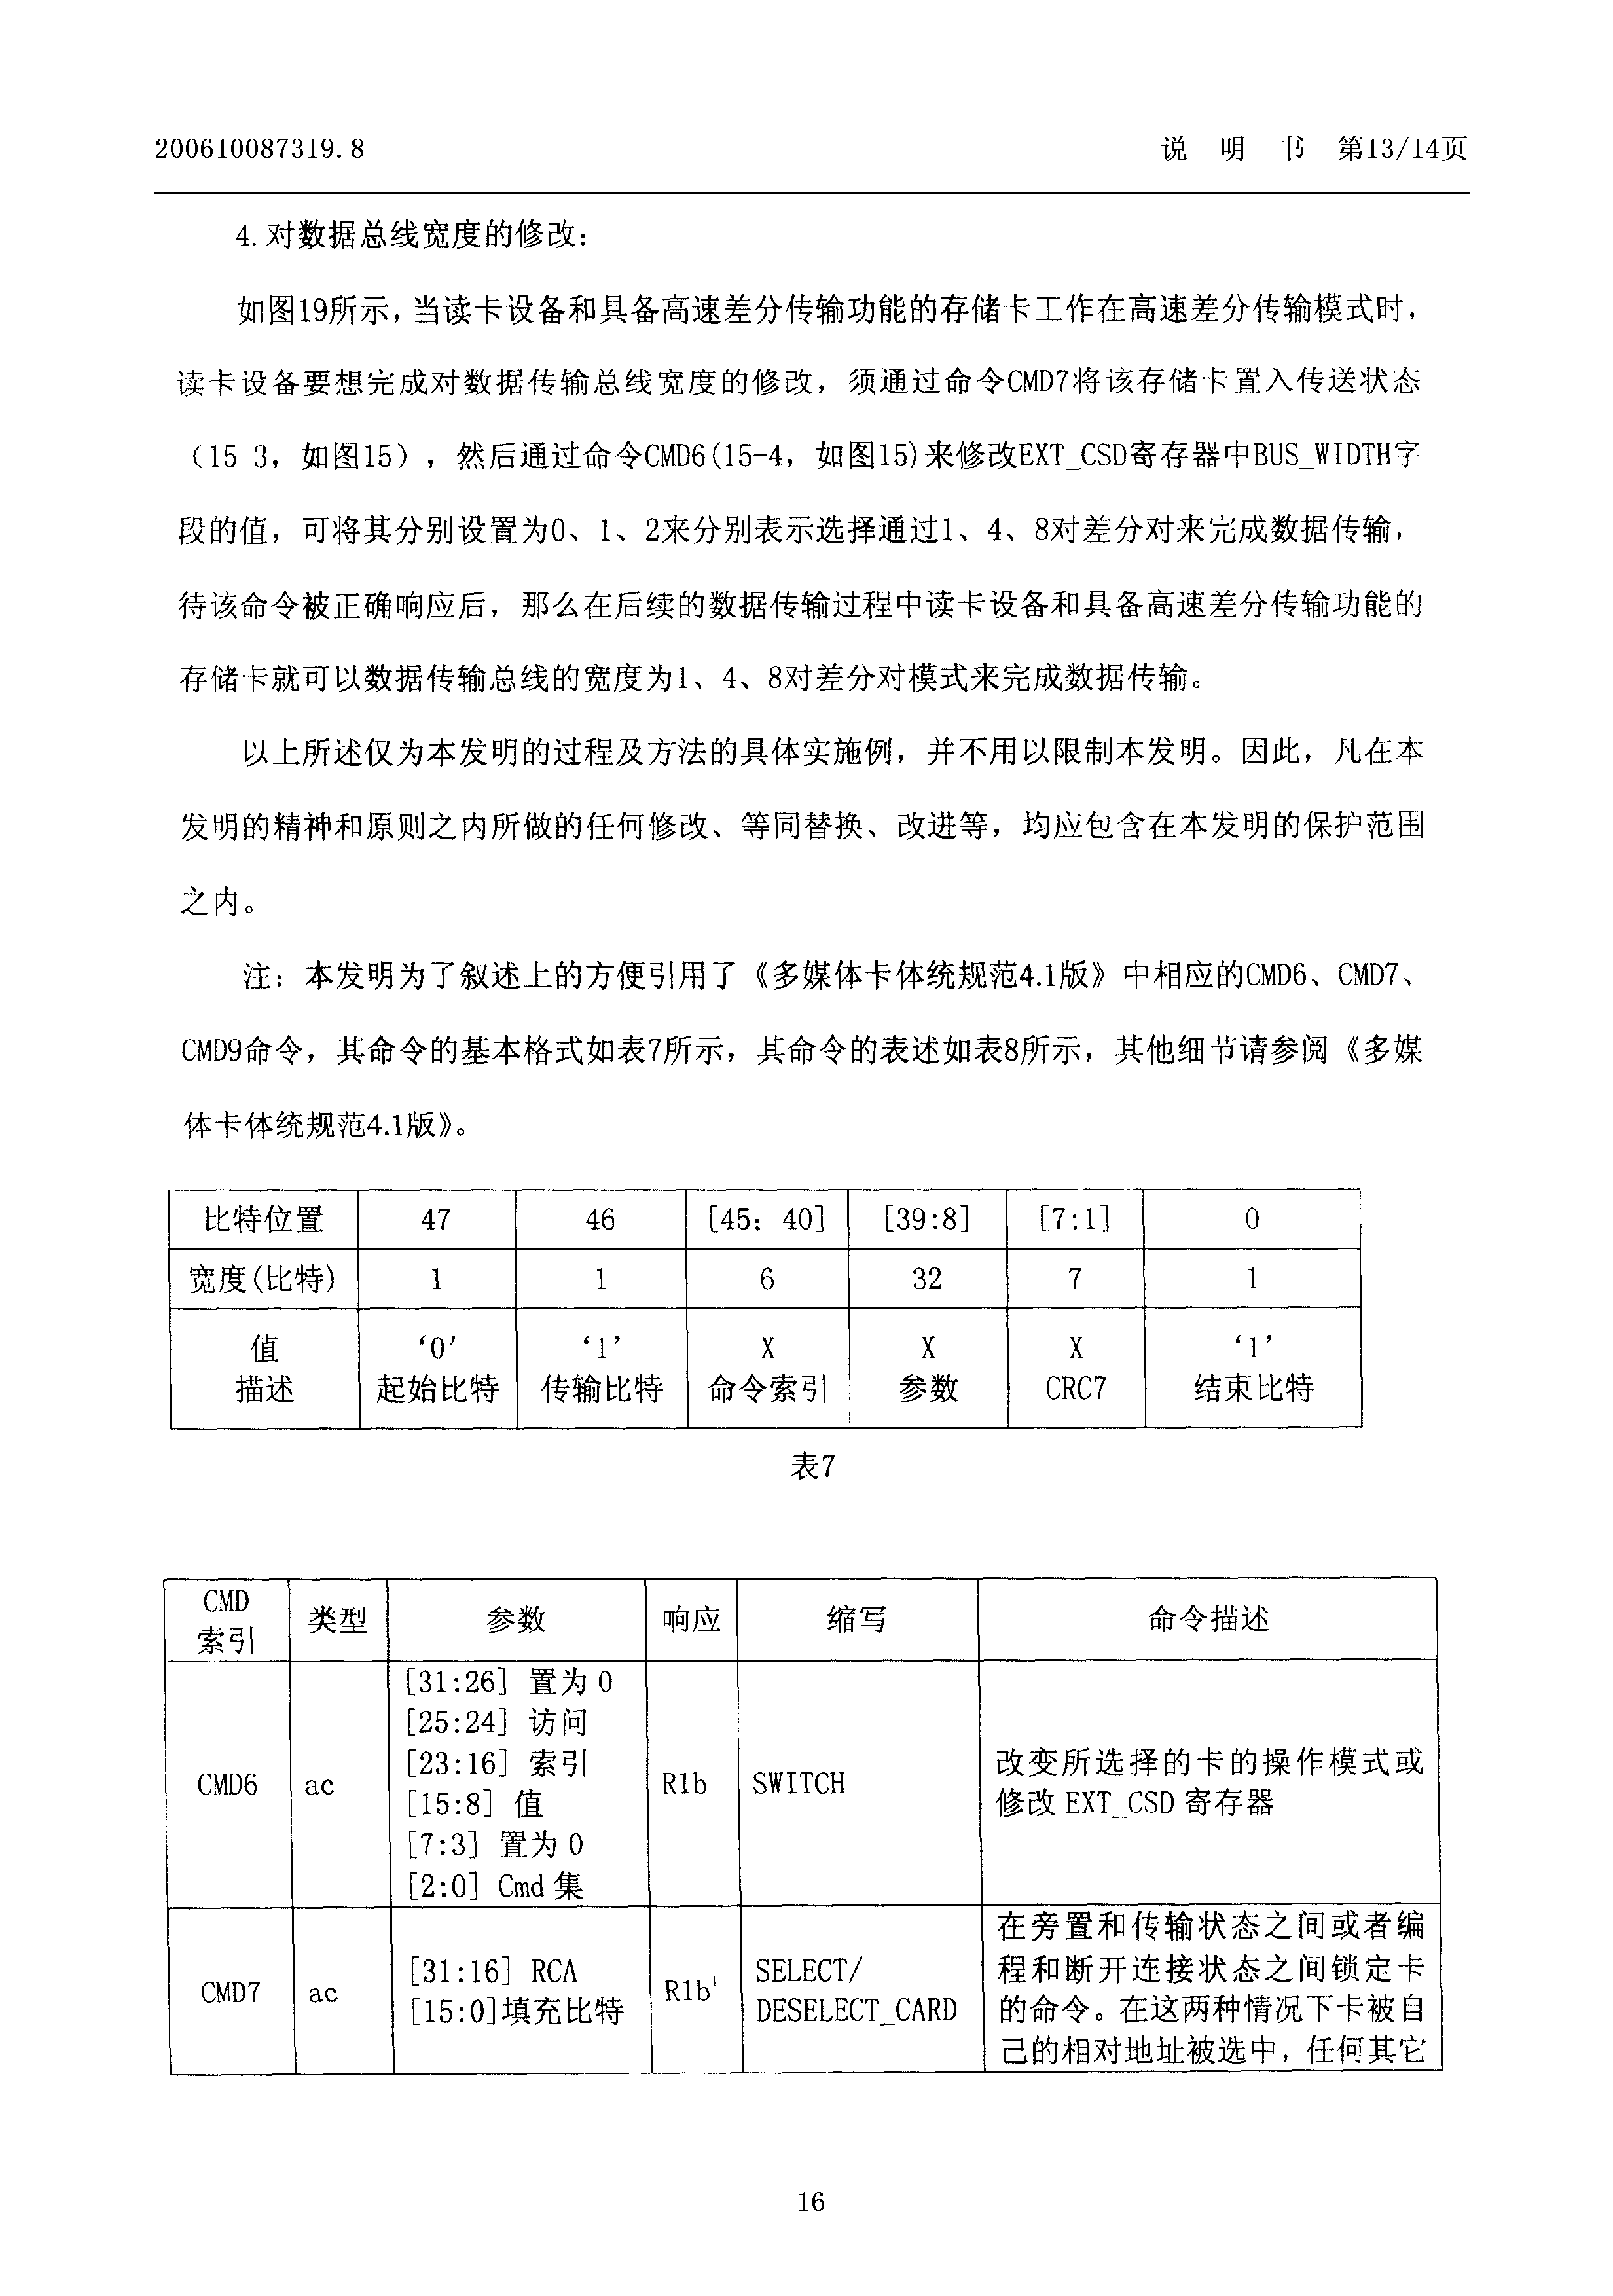 200610087319.8
说 明 书 第13/14页
4.对数据总线宽度的修改：
如图19所示，当读卡设备和具备高速差分传输功能的存储卡工作在高速差分传输模式时，
读卡设备要想完成对数据传输总线宽度的修改，须通过命令CMD7将该存储卡置入传送状态
（15-3，如图15），然后通过命令CMD6(15-4，如图15)来修改EXT_CSD寄存器中BUS_WIDTH字
段的值，可将其分别设置为0、1、2来分别表示选择通过1、4、8对差分对来完成数据传输，
待该命令被正确响应后，那么在后续的数据传输过程中读卡设备和具备高速差分传输功能的
存储卡就可以数据传输总线的宽度为1、4、8对差分对模式来完成数据传输。
以上所述仅为本发明的过程及方法的具体实施例，并不用以限制本发明。因此，凡在本
发明的精神和原则之内所做的任何修改、等同替换、改进等，均应包含在本发明的保护范围
之内。
注：本发明为了叙述上的方便引用了《多媒体卡体统规范4.1版》中相应的CMD6、CMD7、
CMD9命令，其命令的基本格式如表7所示，其命令的表述如表8所示，其他细节请参阅《多媒
体卡体统规范4.1版》。
比特位置 47 46 [45：40] [39:8] [7:1] 0
宽度(比特) 1 1 6 32 7 1
值 ‘0’ ‘1’ X X X ‘1’
描述 起始比特 传输比特 命令索引 参数 CRC7 结束比特
表7
CMD
索引
类型 参数 响应 缩写 命令描述
CMD6
ac
[31:26] 置为 0
[25:24] 访问
[23:16] 索引
[15:8] 值
[7:3] 置为 0
[2:0] Cmd 集
R1b
SWITCH
改变所选择的卡的操作模式或
修改 EXT_CSD 寄存器
CMD7
ac
[31:16] RCA
[15:0]填充比特
R1b¹
SELECT/
DESELECT_CARD
在旁置和传输状态之间或者编
程和断开连接状态之间锁定卡
的命令。在这两种情况下卡被自
己的相对地址被选中，任何其它
16